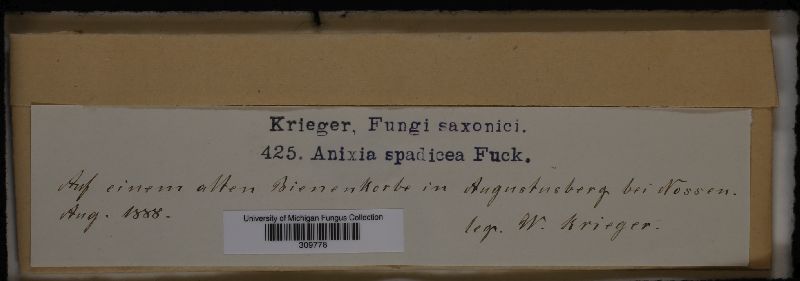 Krieger, Fungi saxonici.
425. Anixia spadicea Fuck.
Auf einem alten Bienenkorbe in Augustusberg bei Nossen.
Aug. 1888.
leg. W. Krieger.
University of Michigan Fungus Collection
309778